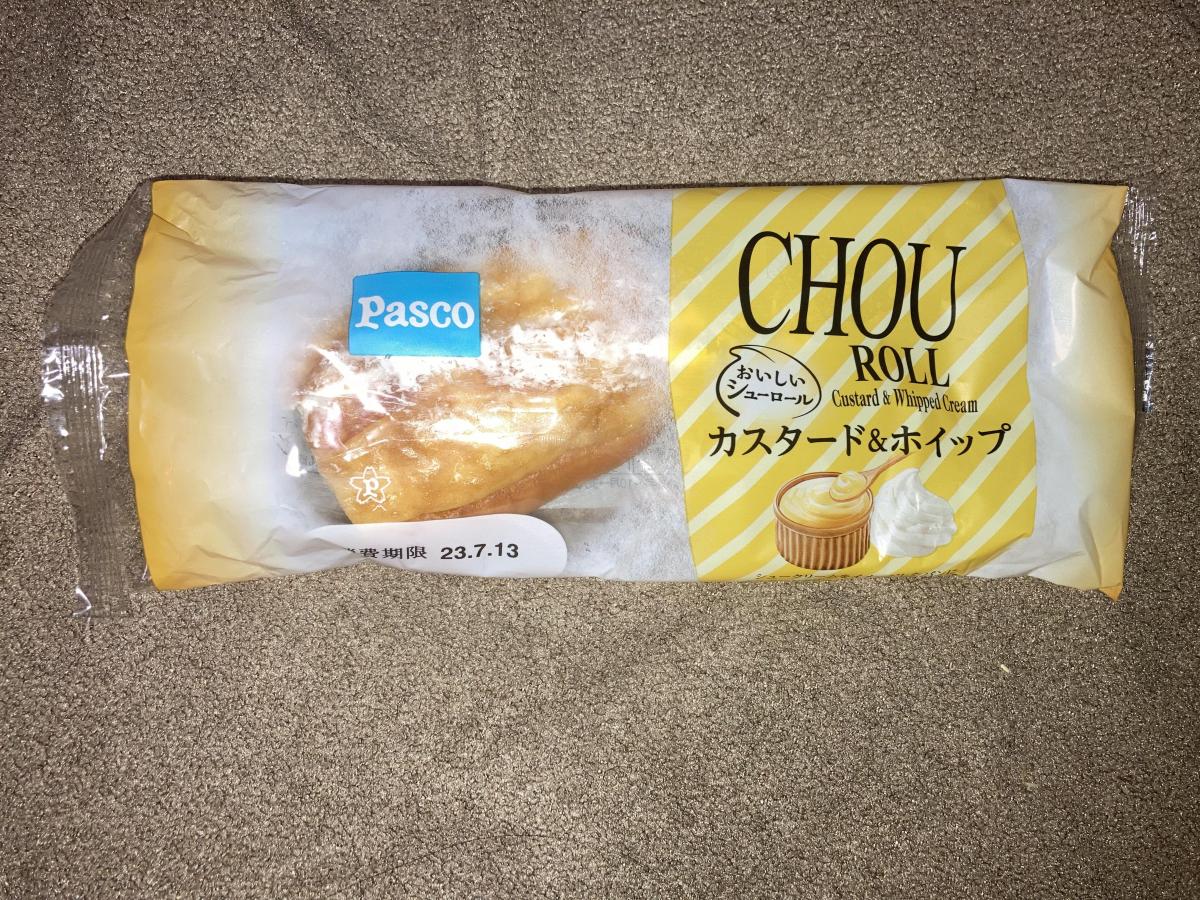 Pasco
CHOU
ROLL
おいしい
シューロール
Custard & Whipped Cream
カスタード&ホイップ
P
費期限 23.7.13